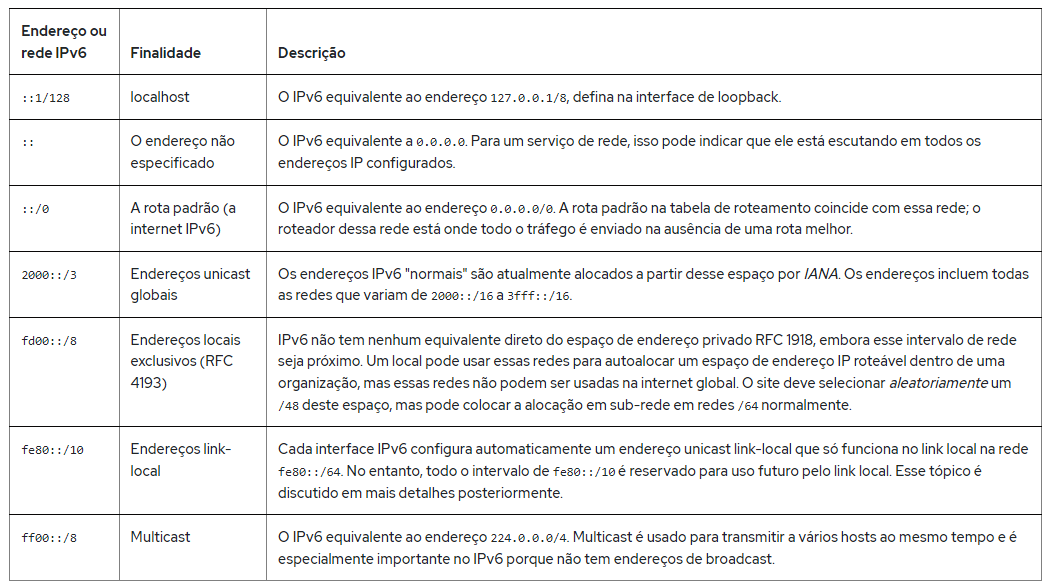 Endereço ou
rede IPv6
Finalidade
Descrição
::1/128
localhost
O IPv6 equivalente ao endereço 127.0.0.1/8, defina na interface de loopback.
::
O endereço não
especificado
O IPv6 equivalente a 0.0.0.0. Para um serviço de rede, isso pode indicar que ele está escutando em todos os
endereços IP configurados.
::/0
A rota padrão (a
internet IPv6)
O IPv6 equivalente ao endereço 0.0.0.0/0. A rota padrão na tabela de roteamento coincide com essa rede; o
roteador dessa rede está onde todo o tráfego é enviado na ausência de uma rota melhor.
2000::/3
Endereços unicast
globais
Os endereços IPv6 "normais" são atualmente alocados a partir desse espaço por IANA. Os endereços incluem todas
as redes que variam de 2000::/16 a 3fff::/16.
fd00::/8
Endereços locais
exclusivos (RFC
4193)
IPv6 não tem nenhum equivalente direto do espaço de endereço privado RFC 1918, embora esse intervalo de rede
seja próximo. Um local pode usar essas redes para autoalocar um espaço de endereço IP roteável dentro de uma
organização, mas essas redes não podem ser usadas na internet global. O site deve selecionar aleatoriamente um
/48 deste espaço, mas pode colocar a alocação em sub-rede em redes /64 normalmente.
fe80::/10
Endereços link-
local
Cada interface IPv6 configura automaticamente um endereço unicast link-local que só funciona no link local na rede
fe80::/64. No entanto, todo o intervalo de fe80::/10 é reservado para uso futuro pelo link local. Esse tópico é
discutido em mais detalhes posteriormente.
ff00::/8
Multicast
O IPv6 equivalente ao endereço 224.0.0.0/4. Multicast é usado para transmitir a vários hosts ao mesmo tempo e é
especialmente importante no IPv6 porque não tem endereços de broadcast.